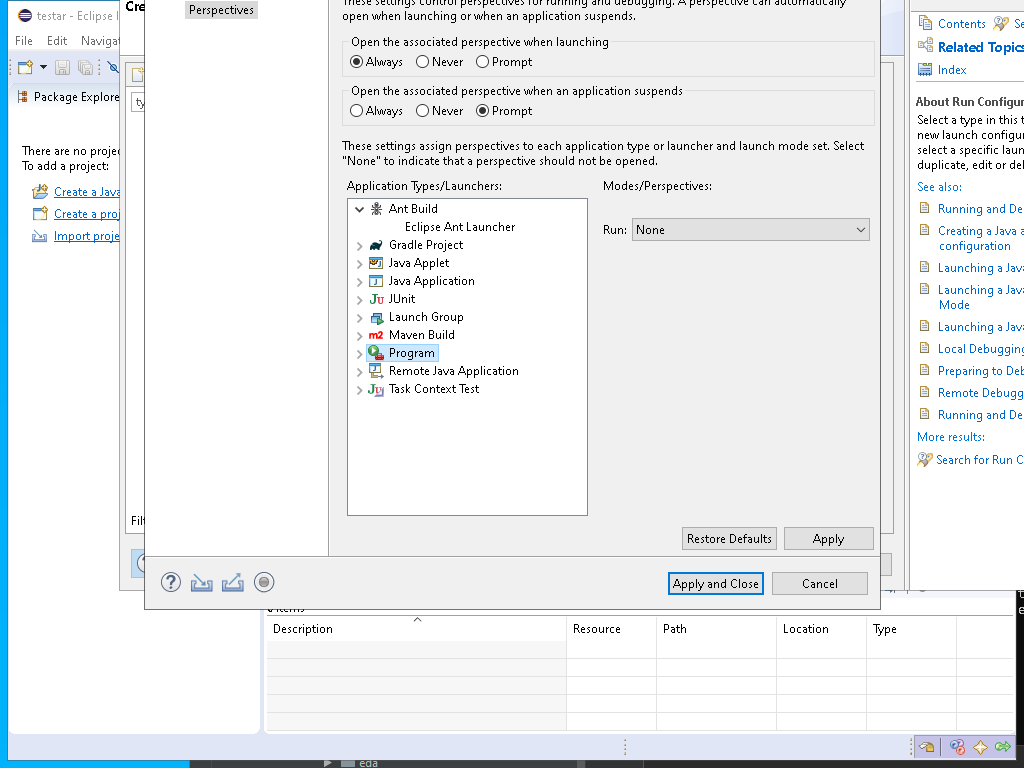 testar - Eclipse I
File Edit Navigat
Package Explore
There are no projec
To add a project:
Create a Java
Create a proj
Import proje
Cre
ty
Filt
Perspectives
These settings control perspectives for running and debugging. A perspective can automatically
open when launching or when an application suspends.
Open the associated perspective when launching
Always Never Prompt
Open the associated perspective when an application suspends
Always Never Prompt
These settings assign perspectives to each application type or launcher and launch mode set. Select
"None" to indicate that a perspective should not be opened.
Application Types/Launchers:
Modes/Perspectives:
Ant Build
Eclipse Ant Launcher
Gradle Project
Java Applet
Java Application
JUnit
Launch Group
Maven Build
Program
Remote Java Application
Task Context Test
Run: None
Restore Defaults Apply
Apply and Close Cancel
Contents Se
Related Topics
Index
About Run Configur
Select a type in this t
new launch configu
select a specific laun
duplicate, edit or del
See also:
Running and De
Creating a Java a
configuration
Launching a Java
Launching a Java
Mode
Launching a Java
Local Debugging
Preparing to Deb
Remote Debugg
Running and De
More results:
Search for Run C
items
Description Resource Path Location Type
eda